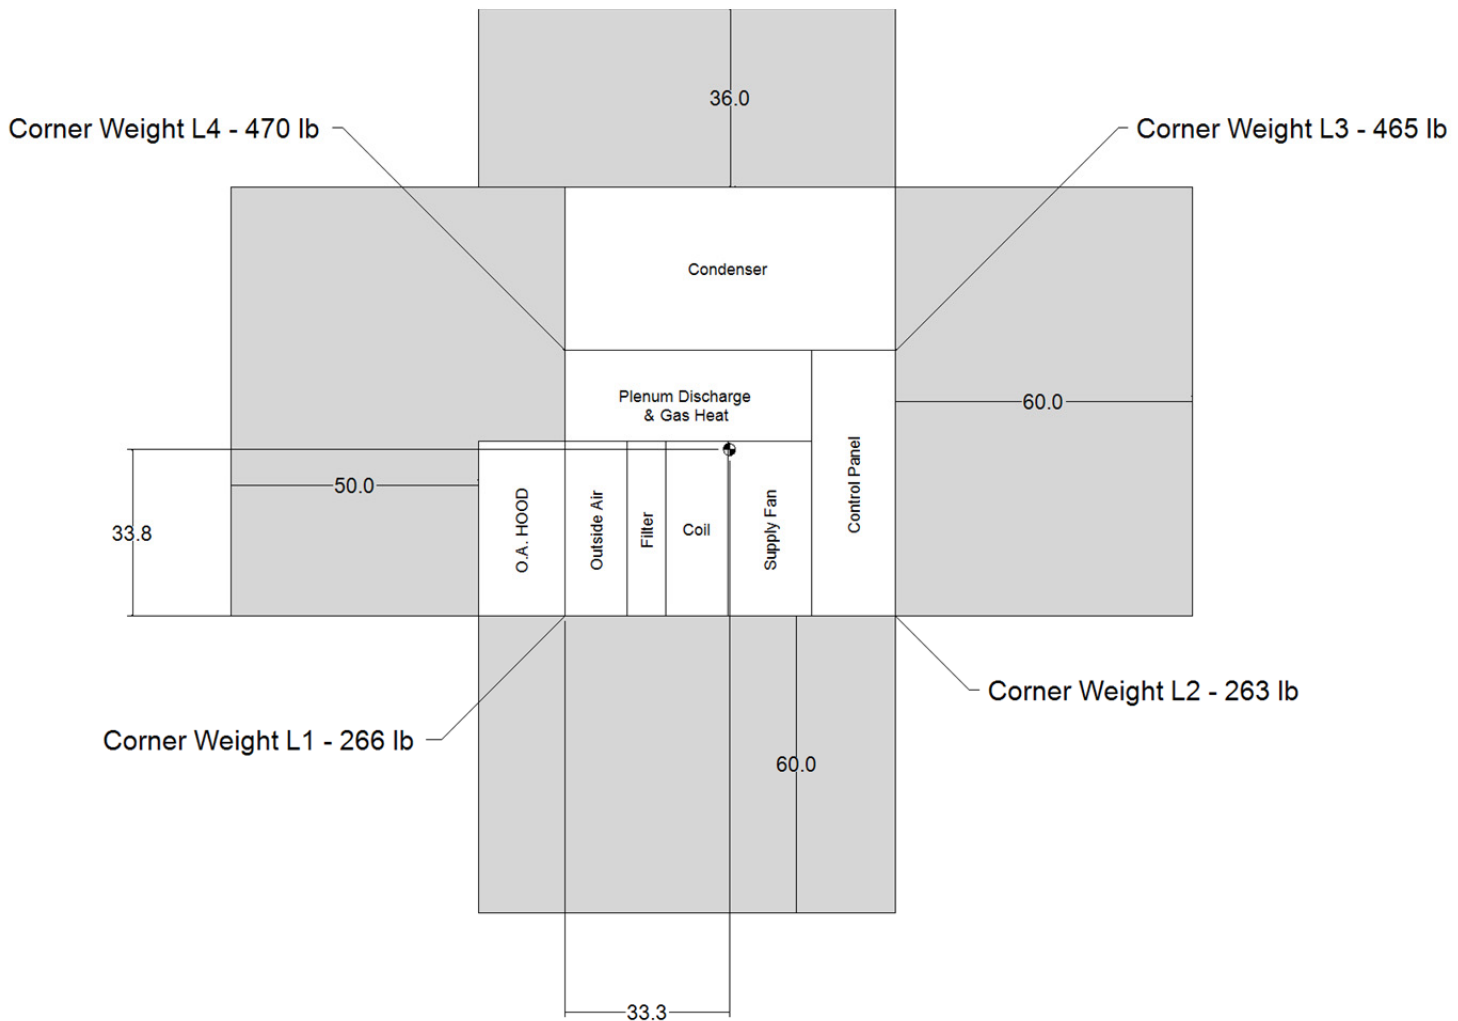 36.0
Corner Weight L4 - 470 lb
Corner Weight L3 - 465 lb
Condenser
Plenum Discharge
& Gas Heat
60.0
Control Panel
50.0
O.A. HOOD
Outside Air
Filter
Coil
Supply Fan
33.8
Corner Weight L2 - 263 lb
Corner Weight L1 - 266 lb
60.0
33.3